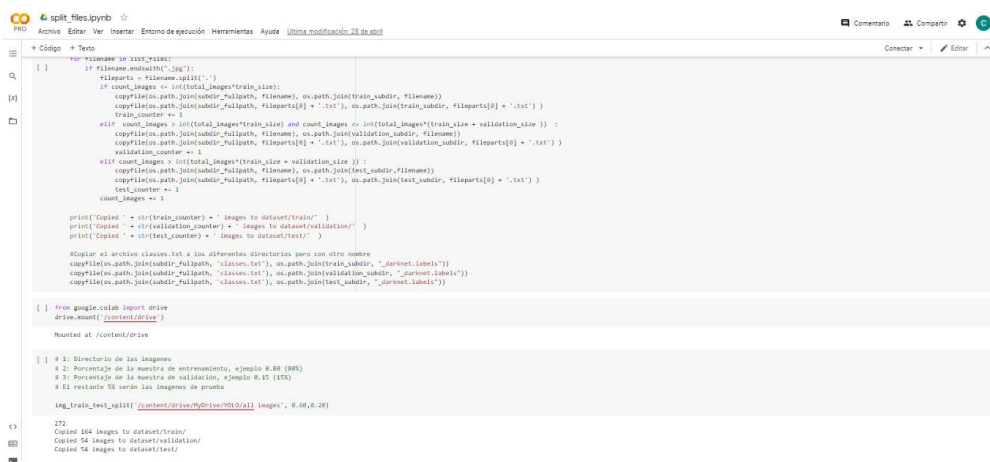 split_files.ipynb
PRO
Archivo Editar Ver Insertar Entorno de ejecución Herramientas Ayuda Última modificación: 28 de abril
Comentario Compartir C
+ Código + Texto
Conectar Editar
for filename in list_files:
[ ] if filename.endswith(".jpg"):
fileparts = filename.split('.')
if count_images <= int(total_images*train_size):
copyfile(os.path.join(subdir_fullpath, filename), os.path.join(train_subdir, filename))
copyfile(os.path.join(subdir_fullpath, fileparts[0] + '.txt'), os.path.join(train_subdir, fileparts[0] + '.txt') )
train_counter += 1
elif count_images > int(total_images*train_size) and count_images <= int(total_images*(train_size + validation_size )) :
copyfile(os.path.join(subdir_fullpath, filename), os.path.join(validation_subdir, filename))
copyfile(os.path.join(subdir_fullpath, fileparts[0] + '.txt'), os.path.join(validation_subdir, fileparts[0] + '.txt') )
validation_counter += 1
elif count_images > int(total_images*(train_size + validation_size )) :
copyfile(os.path.join(subdir_fullpath, filename), os.path.join(test_subdir,filename))
copyfile(os.path.join(subdir_fullpath, fileparts[0] + '.txt'), os.path.join(test_subdir, fileparts[0] + '.txt') )
test_counter += 1
count_images += 1
print('Copied ' + str(train_counter) + ' images to dataset/train/' )
print('Copied ' + str(validation_counter) + ' images to dataset/validation/' )
print('Copied ' + str(test_counter) + ' images to dataset/test/' )
#Copiar el archivo classes.txt a los diferentes directorios pero con otro nombre
copyfile(os.path.join(subdir_fullpath, 'classes.txt'), os.path.join(train_subdir, "_darknet.labels"))
copyfile(os.path.join(subdir_fullpath, 'classes.txt'), os.path.join(validation_subdir, "_darknet.labels"))
copyfile(os.path.join(subdir_fullpath, 'classes.txt'), os.path.join(test_subdir, "_darknet.labels"))
[ ] from google.colab import drive
drive.mount('/content/drive')
Mounted at /content/drive
[ ] # 1: Directorio de las imagenes
# 2: Porcentaje de la muestra de entrenamiento, ejemplo 0.80 (80%)
# 3: Porcentaje de la muestra de validación, ejemplo 0.15 (15%)
# El restante 5% serán las imagenes de prueba
img_train_test_split('/content/drive/MyDrive/YOLO/all images', 0.60,0.20)
272
Copied 164 images to dataset/train/
Copied 54 images to dataset/validation/
Copied 54 images to dataset/test/